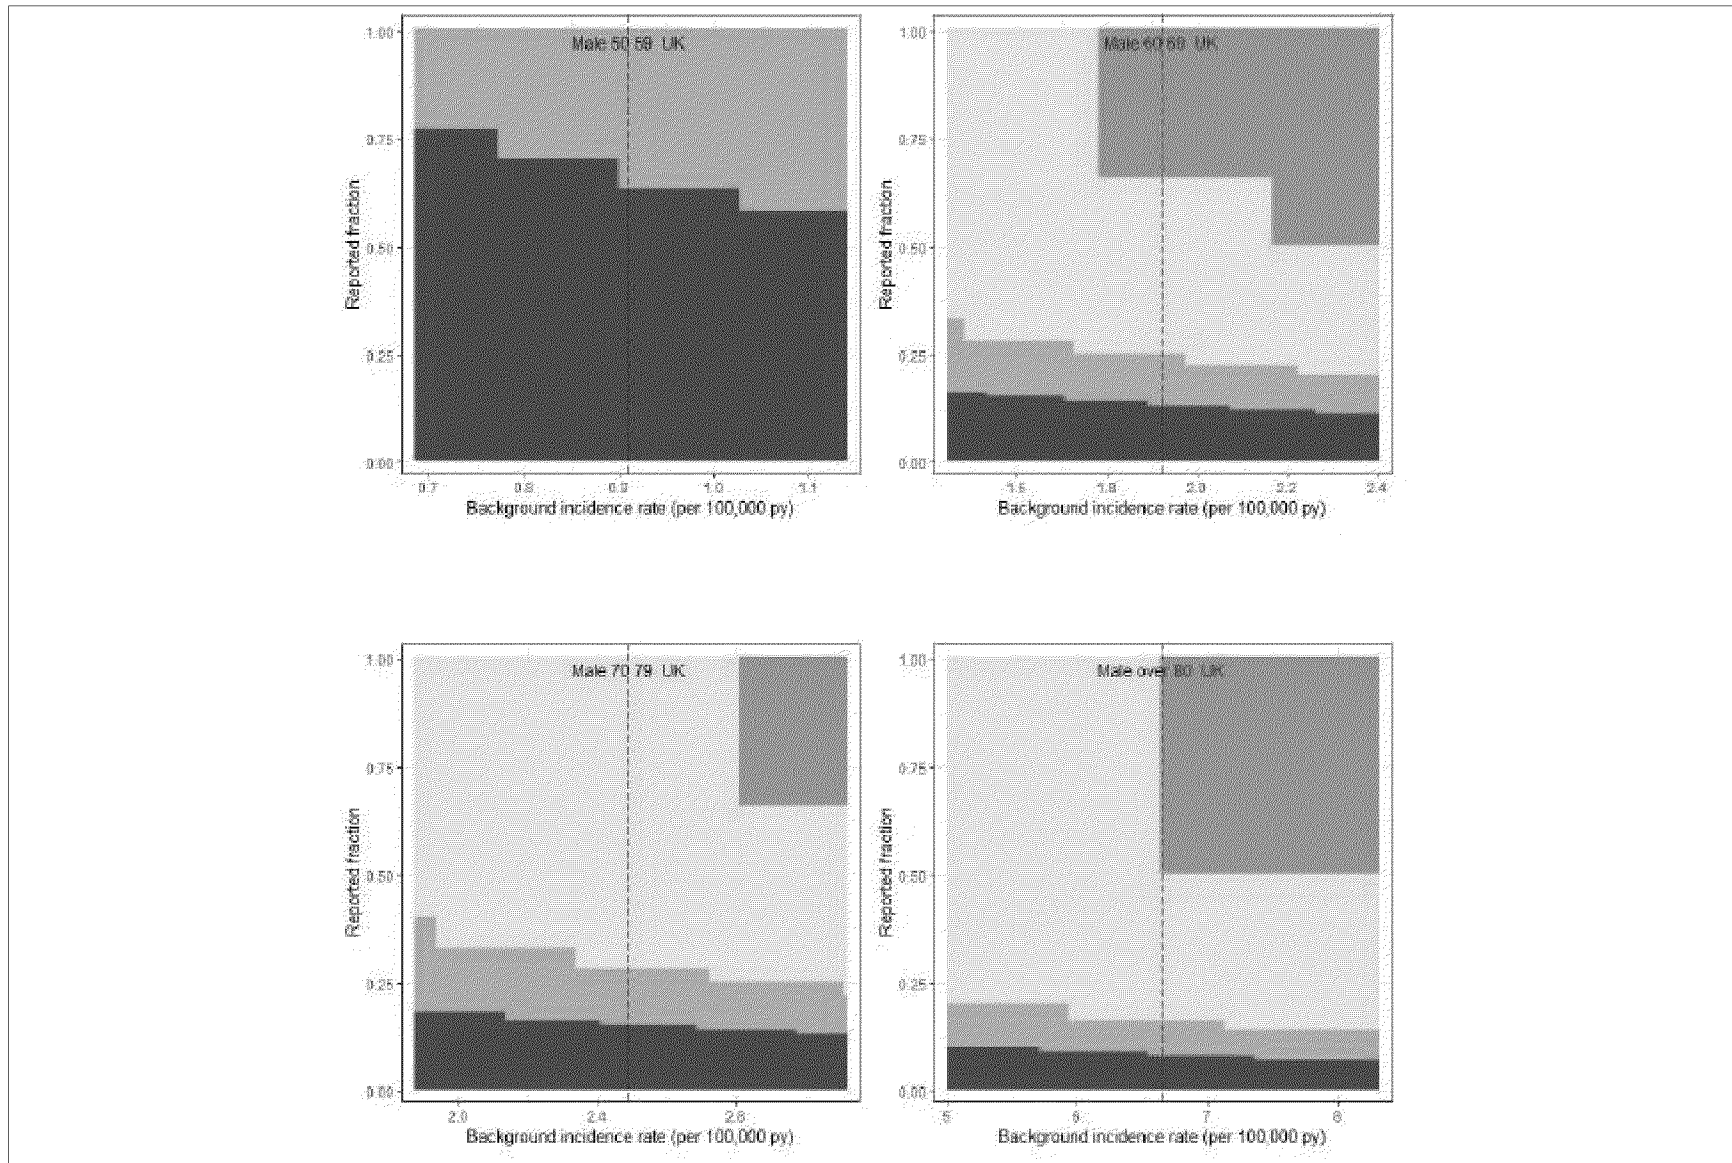 Male 50 59 UK
1.00
0.75
0.50
0.25
0.00
Reported fraction
0.7 0.8 0.9 1.0 1.1
Background incidence rate (per 100,000 py)
Male 60 69 UK
1.00
0.75
0.50
0.25
0.00
Reported fraction
2.0 2.2 2.4
Background incidence rate (per 100,000 py)
Male 70 79 UK
1.00
0.75
0.50
0.25
0.00
Reported fraction
2.0 2.4
Background incidence rate (per 100,000 py)
Male over 80 UK
1.00
0.75
0.50
0.25
0.00
Reported fraction
5 6 7 8
Background incidence rate (per 100,000 py)